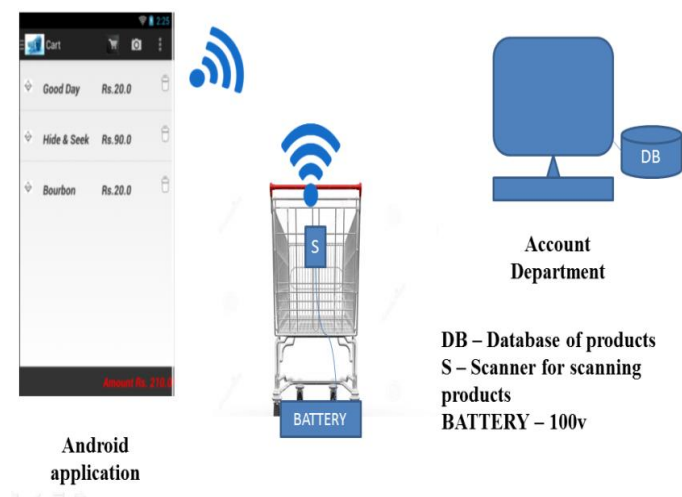 2:25
Cart
Good Day Rs.20.0
Hide & Seek Rs.90.0
Bourbon Rs.20.0
Amount Rs. 210.0
Android
application
S
BATTERY
DB
Account
Department
DB – Database of products
S – Scanner for scanning
products
BATTERY – 100v